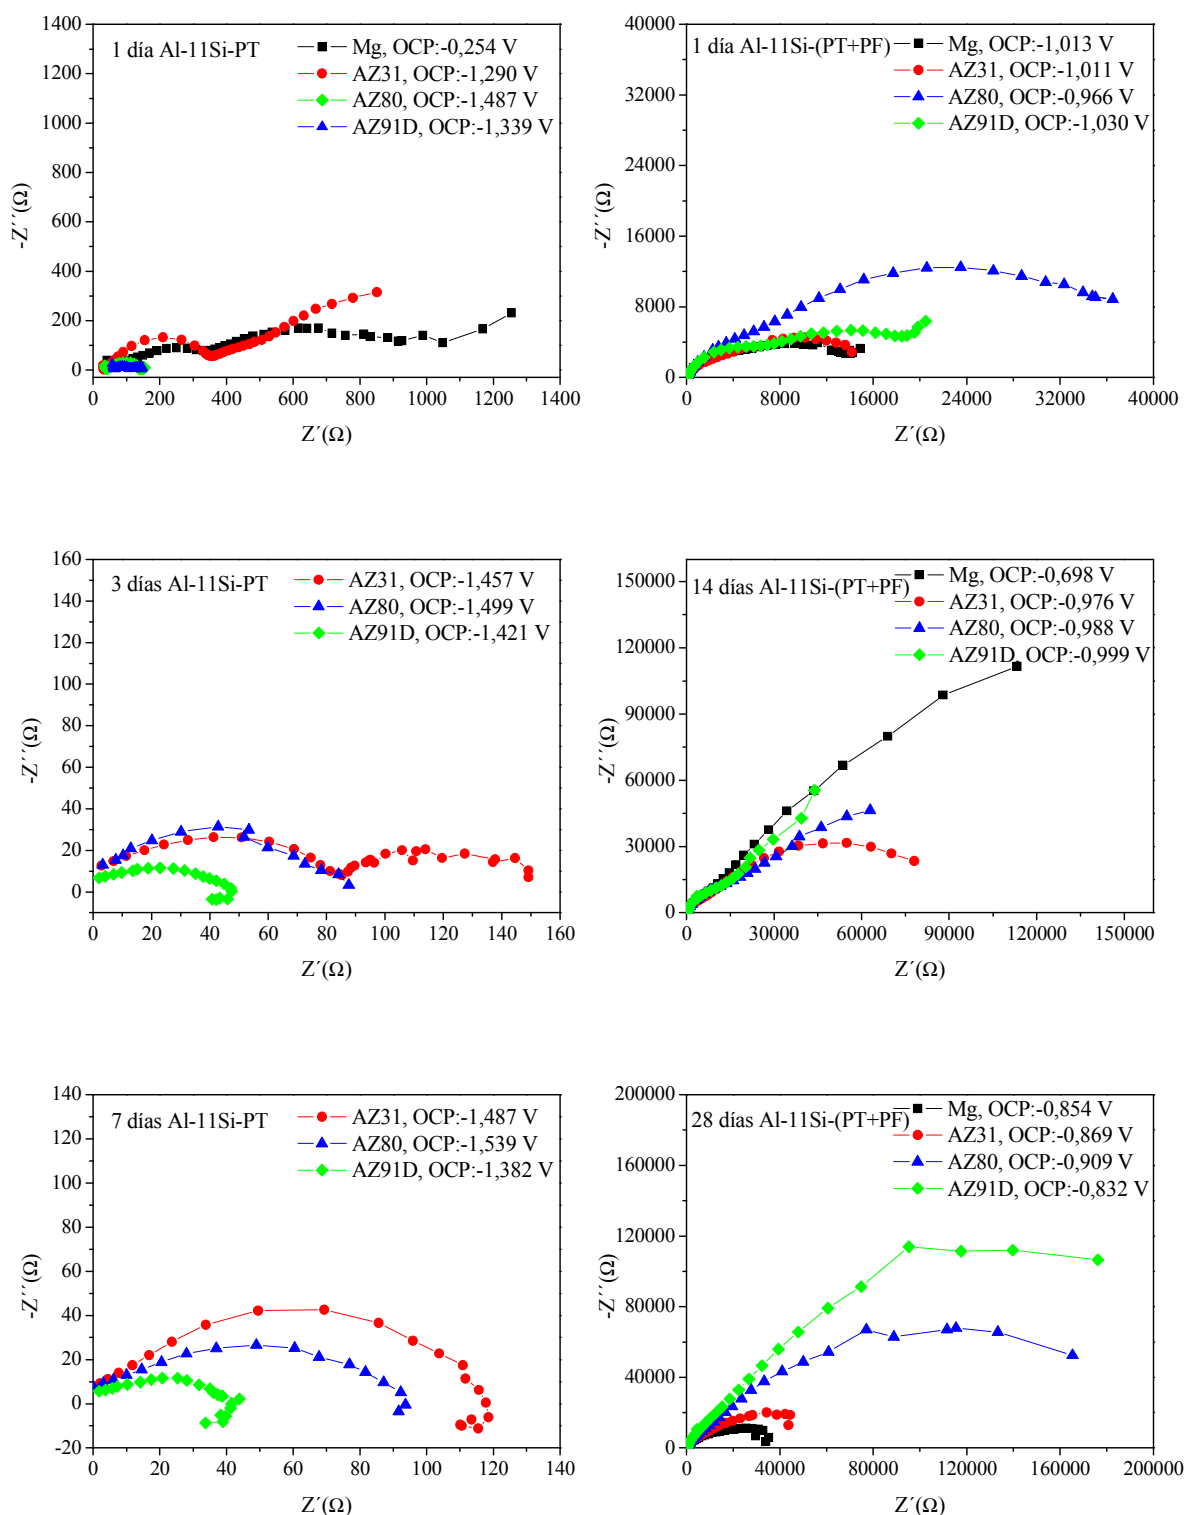 1 día Al-11Si-PT
Mg, OCP:-0,254 V
AZ31, OCP:-1,290 V
AZ80, OCP:-1,487 V
AZ91D, OCP:-1,339 V
1400
1200
1000
800
600
400
200
0
-Z´´(Ω)
0 200 400 600 800 1000 1200 1400
Z´(Ω)
1 día Al-11Si-(PT+PF)
Mg, OCP:-1,013 V
AZ31, OCP:-1,011 V
AZ80, OCP:-0,966 V
AZ91D, OCP:-1,030 V
40000
32000
24000
16000
8000
0
-Z´´(Ω)
0 8000 16000 24000 32000 40000
Z´(Ω)
3 días Al-11Si-PT
AZ31, OCP:-1,457 V
AZ80, OCP:-1,499 V
AZ91D, OCP:-1,421 V
160
140
120
100
80
60
40
20
0
-Z´´(Ω)
0 20 40 60 80 100 120 140 160
Z´(Ω)
14 días Al-11Si-(PT+PF)
Mg, OCP:-0,698 V
AZ31, OCP:-0,976 V
AZ80, OCP:-0,988 V
AZ91D, OCP:-0,999 V
150000
120000
90000
60000
30000
0
-Z´´(Ω)
0 30000 60000 90000 120000 150000
Z´(Ω)
7 días Al-11Si-PT
AZ31, OCP:-1,487 V
AZ80, OCP:-1,539 V
AZ91D, OCP:-1,382 V
140
120
100
80
60
40
20
0
-20
-Z´´(Ω)
0 20 40 60 80 100 120 140
Z´(Ω)
28 días Al-11Si-(PT+PF)
Mg, OCP:-0,854 V
AZ31, OCP:-0,869 V
AZ80, OCP:-0,909 V
AZ91D, OCP:-0,832 V
200000
160000
120000
80000
40000
0
-Z´´(Ω)
0 40000 80000 120000 160000 200000
Z´(Ω)